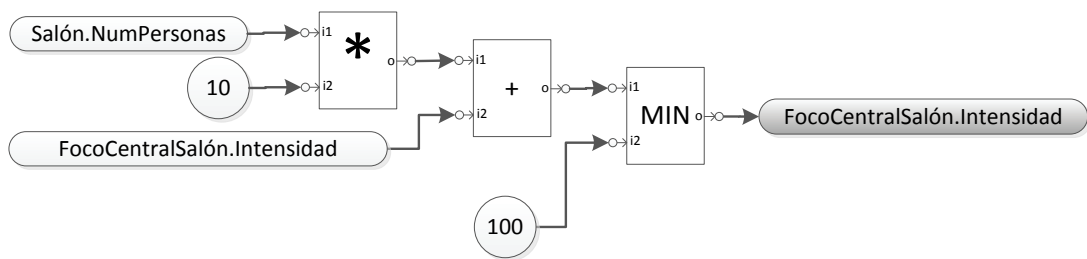 Salón.NumPersonas
i1
*
o
10
i2
i1
+
o
i2
FocoCentralSalón.Intensidad
i1
MIN
o
i2
100
FocoCentralSalón.Intensidad